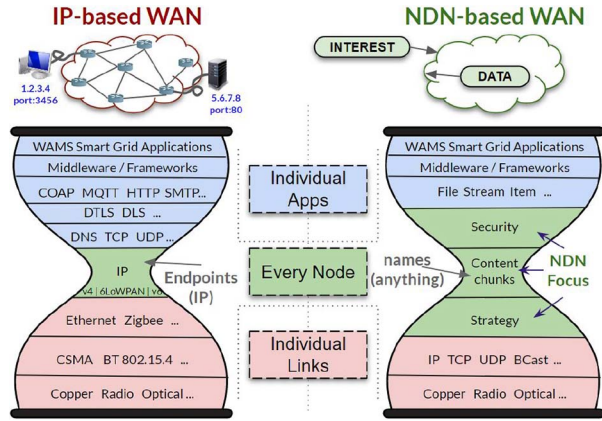 IP-based WAN
NDN-based WAN
1.2.3.4
port:3456
5.6.7.8
port:80
INTEREST
DATA
WAMS Smart Grid Applications
Middleware / Frameworks
COAP MQTT HTTP SMTP...
DTLS DLS ...
DNS TCP UDP...
IP
v4 | 6LoWPAN | v6
Ethernet Zigbee ...
CSMA BT 802.15.4 ...
Copper Radio Optical ...
Endpoints
(IP)
Individual
Apps
Every Node
Individual
Links
names
(anything)
WAMS Smart Grid Applications
Middleware / Frameworks
File Stream Item ...
Security
Content
chunks
Strategy
IP TCP UDP BCast ...
Copper Radio Optical ...
NDN
Focus